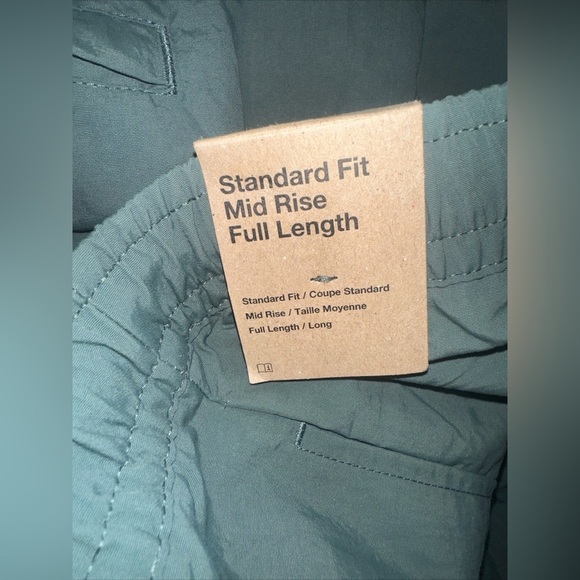 Standard Fit
Mid Rise
Full Length
Standard Fit / Coupe Standard
Mid Rise / Taille Moyenne
Full Length / Long